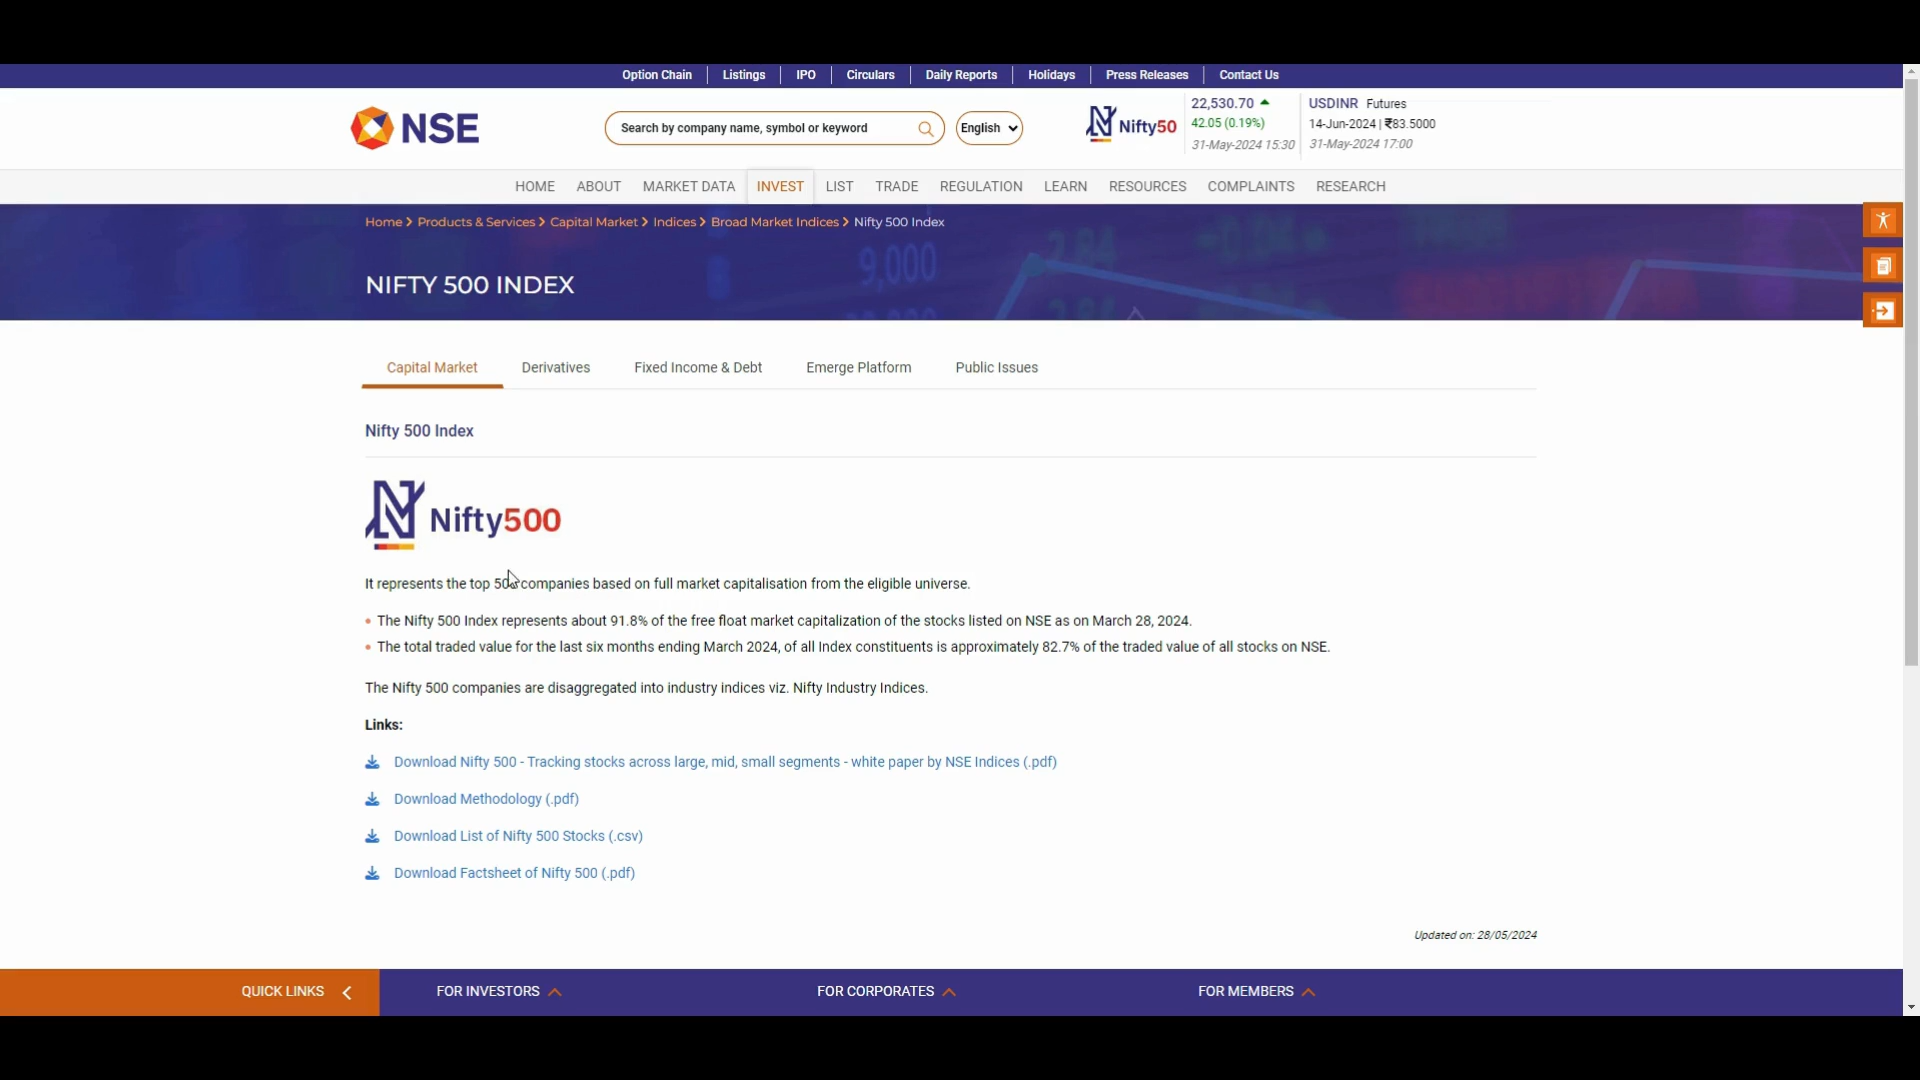 Option Chain Listings IPO Circulars Daily Reports Holidays Press Releases Contact Us
NSE
Search by company name, symbol or keyword
English
Nifty50
22,530.70
42.05 (0.19%)
31-May-2024 15:30
USDINR Futures
14-Jun-2024 | ₹83.5000
31-May-2024 17:00
HOME ABOUT MARKET DATA INVEST LIST TRADE REGULATION LEARN RESOURCES COMPLAINTS RESEARCH
Home > Products & Services > Capital Market > Indices > Broad Market Indices > Nifty 500 Index
9,000
2.84
NIFTY 500 INDEX
Capital Market Derivatives Fixed Income & Debt Emerge Platform Public Issues
Nifty 500 Index
Nifty500
It represents the top 500 companies based on full market capitalisation from the eligible universe.
• The Nifty 500 Index represents about 91.8% of the free float market capitalization of the stocks listed on NSE as on March 28, 2024.
• The total traded value for the last six months ending March 2024, of all Index constituents is approximately 82.7% of the traded value of all stocks on NSE.
The Nifty 500 companies are disaggregated into industry indices viz. Nifty Industry Indices.
Links:
Download Nifty 500 - Tracking stocks across large, mid, small segments - white paper by NSE Indices (.pdf)
Download Methodology (.pdf)
Download List of Nifty 500 Stocks (.csv)
Download Factsheet of Nifty 500 (.pdf)
Updated on: 28/05/2024
QUICK LINKS FOR INVESTORS FOR CORPORATES FOR MEMBERS